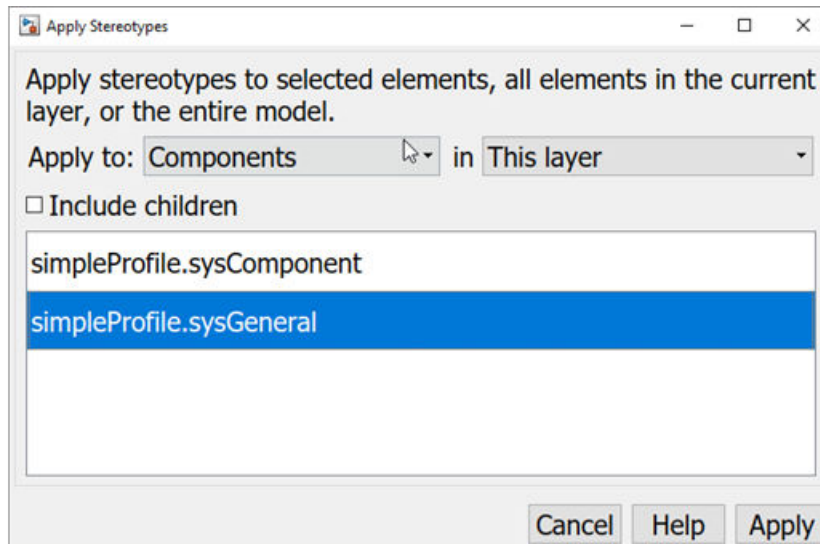 Apply Stereotypes
Apply stereotypes to selected elements, all elements in the current
layer, or the entire model.
Apply to: Components in This layer
Include children
simpleProfile.sysComponent
simpleProfile.sysGeneral
Cancel Help Apply